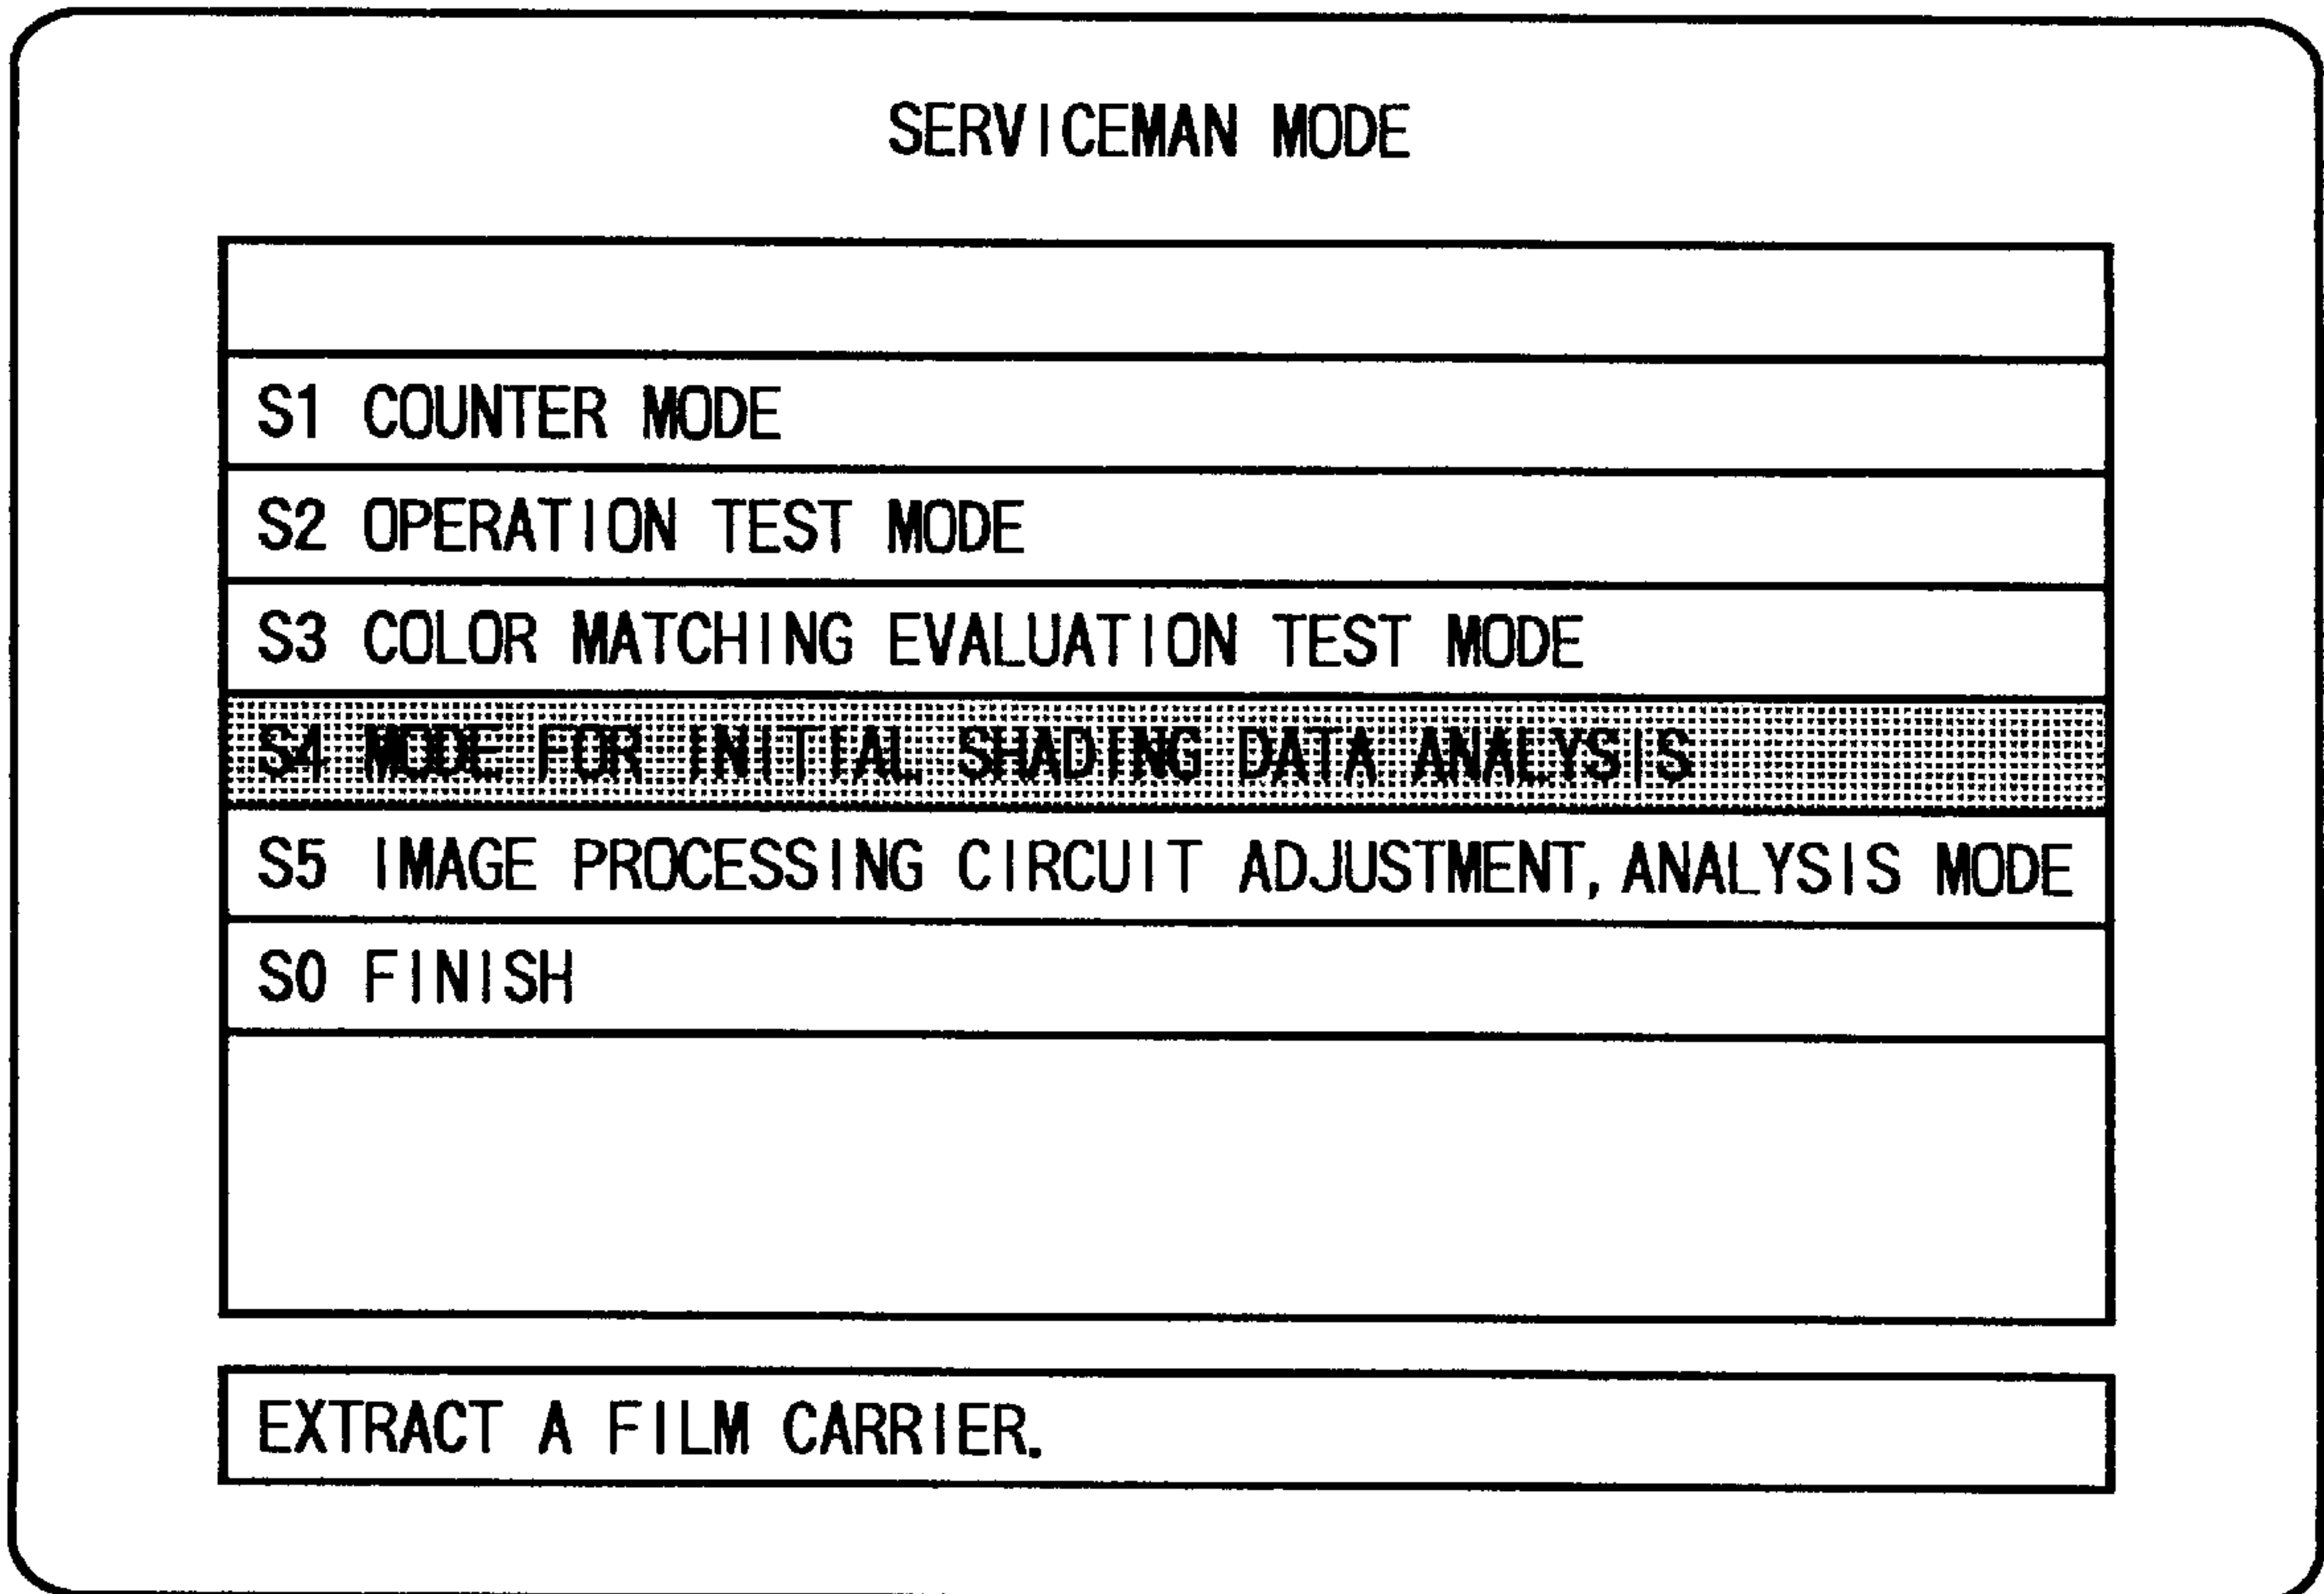 SERVICEMAN MODE
S1 COUNTER MODE
S2 OPERATION TEST MODE
S3 COLOR MATCHING EVALUATION TEST MODE
S4 MODE FOR INITIAL SHADING DATA ANALYSIS
S5 IMAGE PROCESSING CIRCUIT ADJUSTMENT, ANALYSIS MODE
S0 FINISH
EXTRACT A FILM CARRIER.